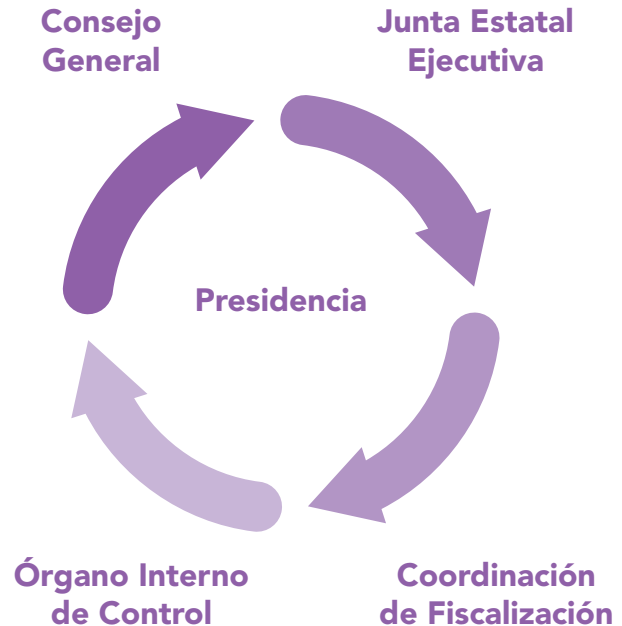 Consejo
General
Junta Estatal
Ejecutiva
Presidencia
Órgano Interno
de Control
Coordinación
de Fiscalización